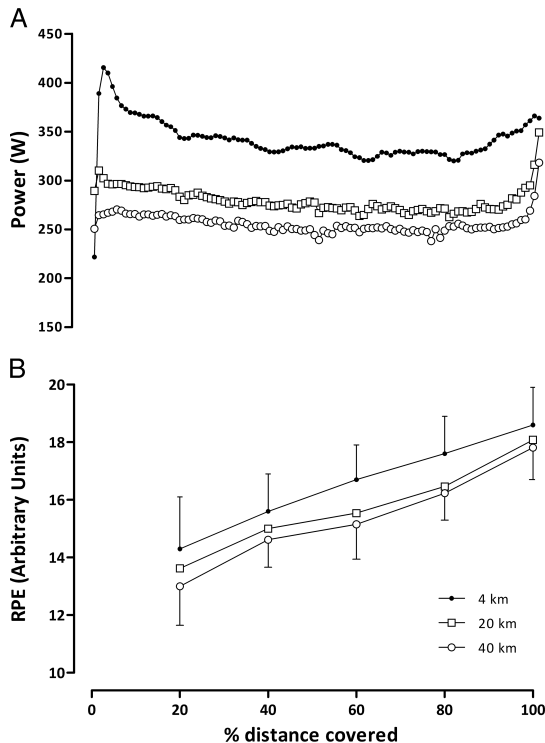 A
450
400
350
300
250
200
150
Power (W)
B
20
18
16
14
12
10
RPE (Arbitrary Units)
4 km
20 km
40 km
0 20 40 60 80 100
% distance covered